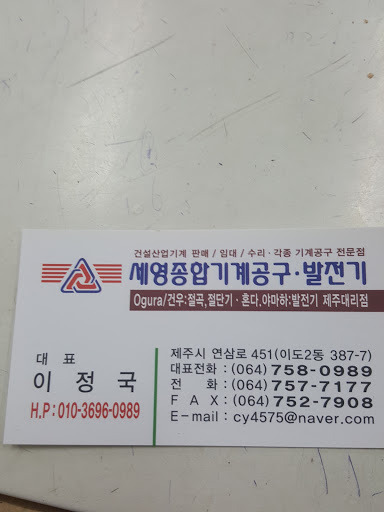 건설산업기계 판매 / 임대 / 수리·각종 기계공구 전문점
세영종합기계공구·발전기
Ogura/건우:절곡,절단기·혼다.야마하:발전기 제주대리점
대 표
이 정 국
H.P : 010-3696-0989
제주시 연삼로 451(이도2동 387-7)
대표전화 : (064) 758-0989
전 화 : (064) 757-7177
F A X : (064) 752-7908
E-mail : cy4575@naver.com